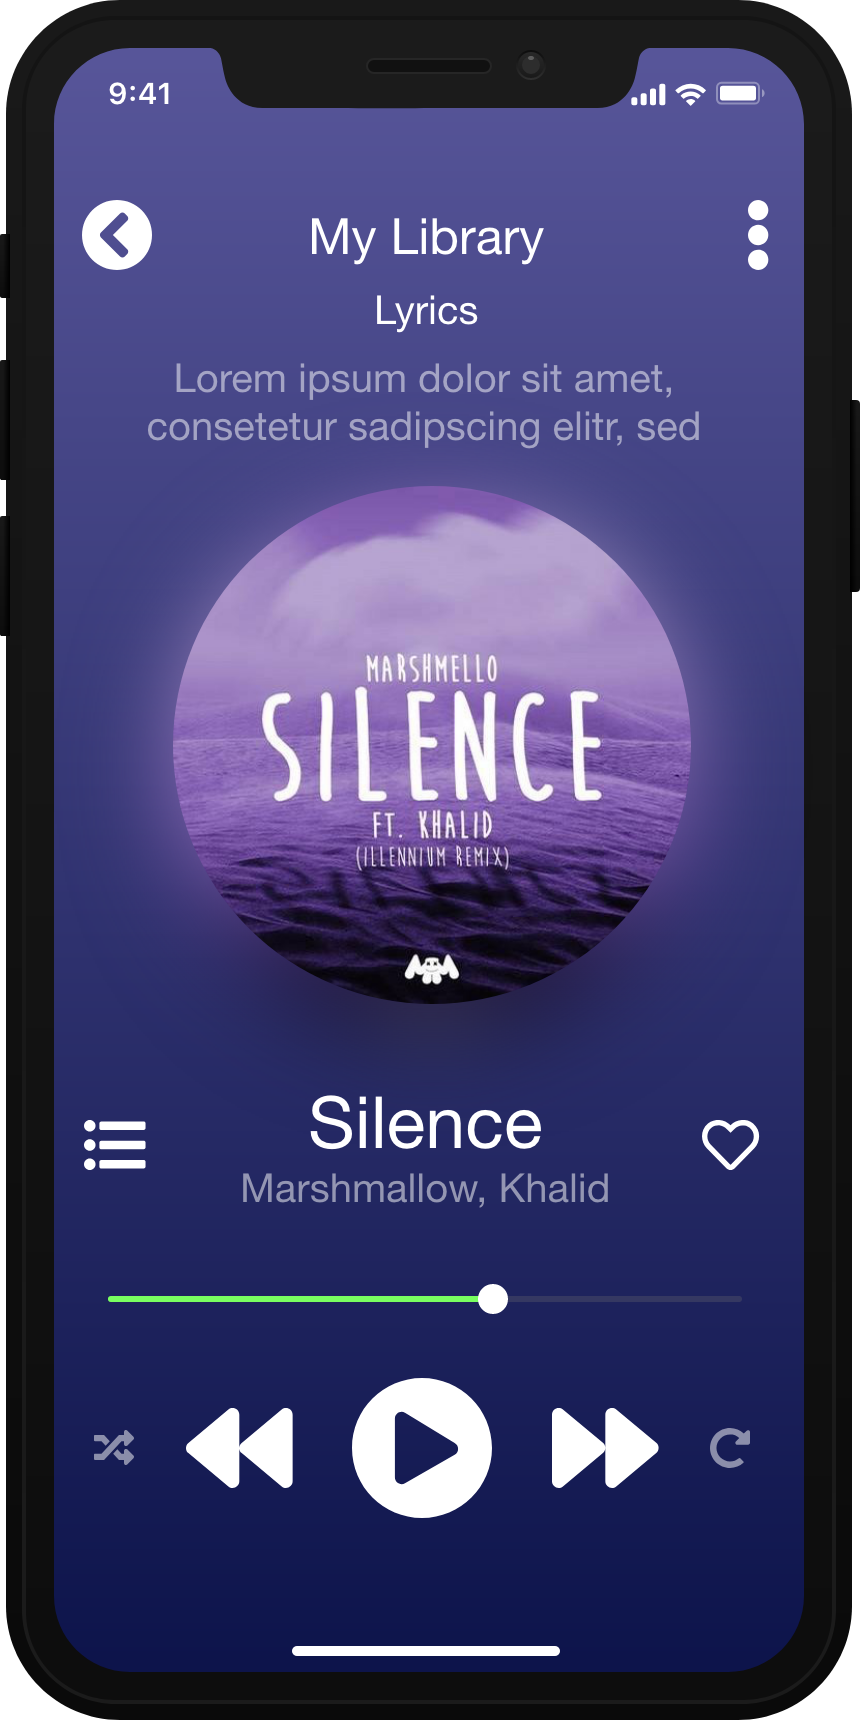 9:41
My Library
Lyrics
Lorem ipsum dolor sit amet,
consetetur sadipscing elitr, sed
MARSHMELLO
SILENCE
FT. KHALID
(ILLENNIUM REMIX)
Silence
Marshmallow, Khalid